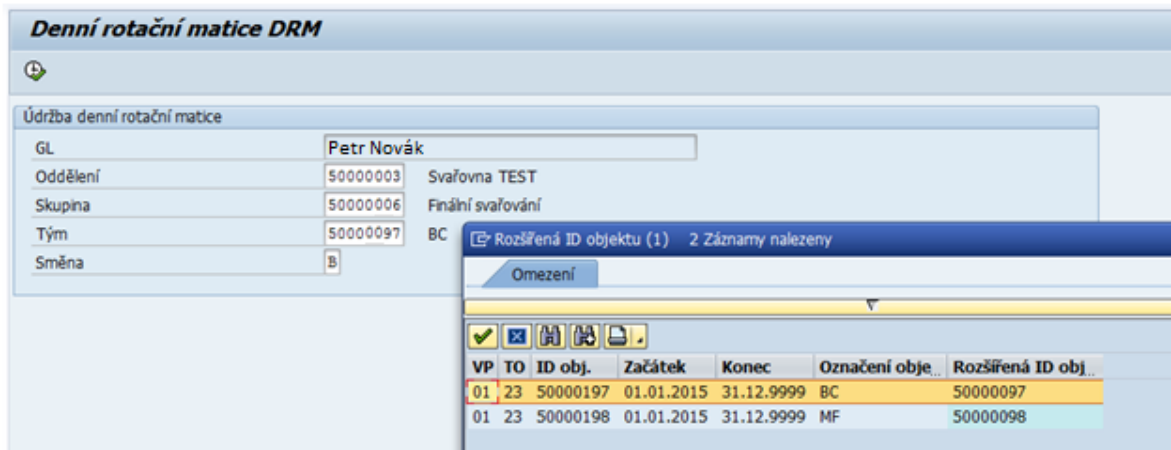 Denní rotační matice DRM
Údržba denní rotační matice
GL Petr Novák
Oddělení 50000003 Svařovna TEST
Skupina 50000006 Finální svařování
Tým 50000097 BC
Směna B
Rozšířená ID objektu (1) 2 Záznamy nalezeny
Omezení
VP TO ID obj. Začátek Konec Označení obje... Rozšířená ID obj...
01 23 50000197 01.01.2015 31.12.9999 BC 50000097
01 23 50000198 01.01.2015 31.12.9999 MF 50000098